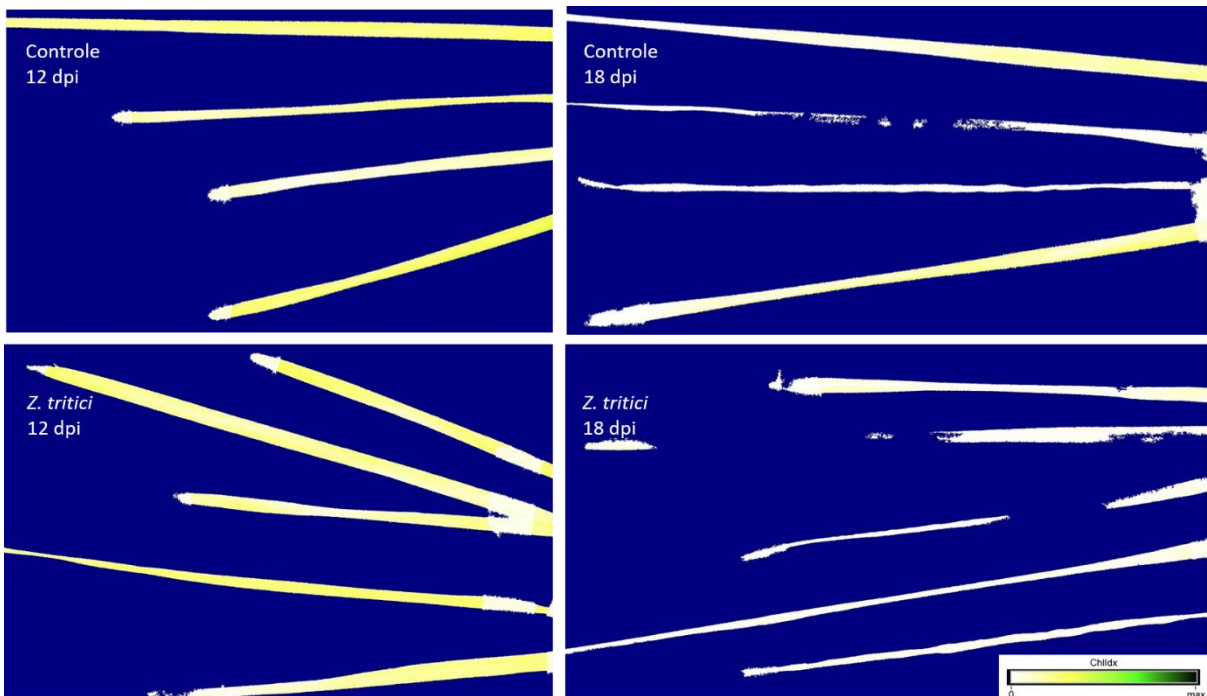 Controle
12 dpi
Controle
18 dpi
Z. tritici
12 dpi
Z. tritici
18 dpi
ChlIdx
0
max